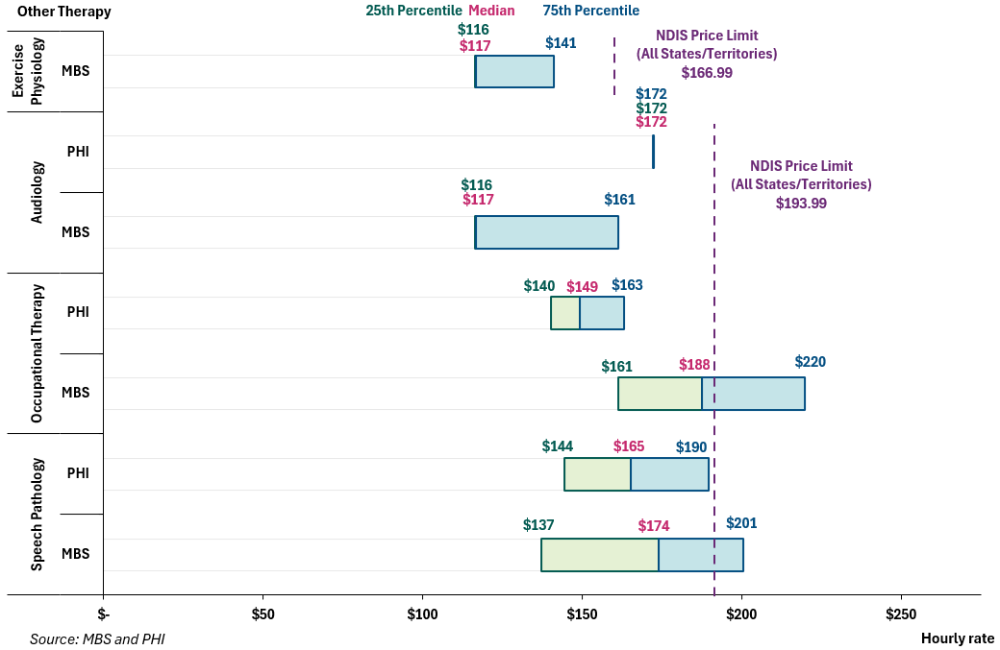 Other Therapy
25th Percentile Median 75th Percentile
$116
$117
$141
NDIS Price Limit
(All States/Territories)
$166.99
Exercise
Physiology
MBS
$172
$172
$172
Audiology
PHI
NDIS Price Limit
(All States/Territories)
$193.99
$116
$117
$161
MBS
Occupational Therapy
$140 $149 $163
PHI
$161 $188 $220
MBS
Speech Pathology
$144 $165 $190
PHI
$137 $174 $201
MBS
$- $50 $100 $150 $200 $250
Source: MBS and PHI
Hourly rate